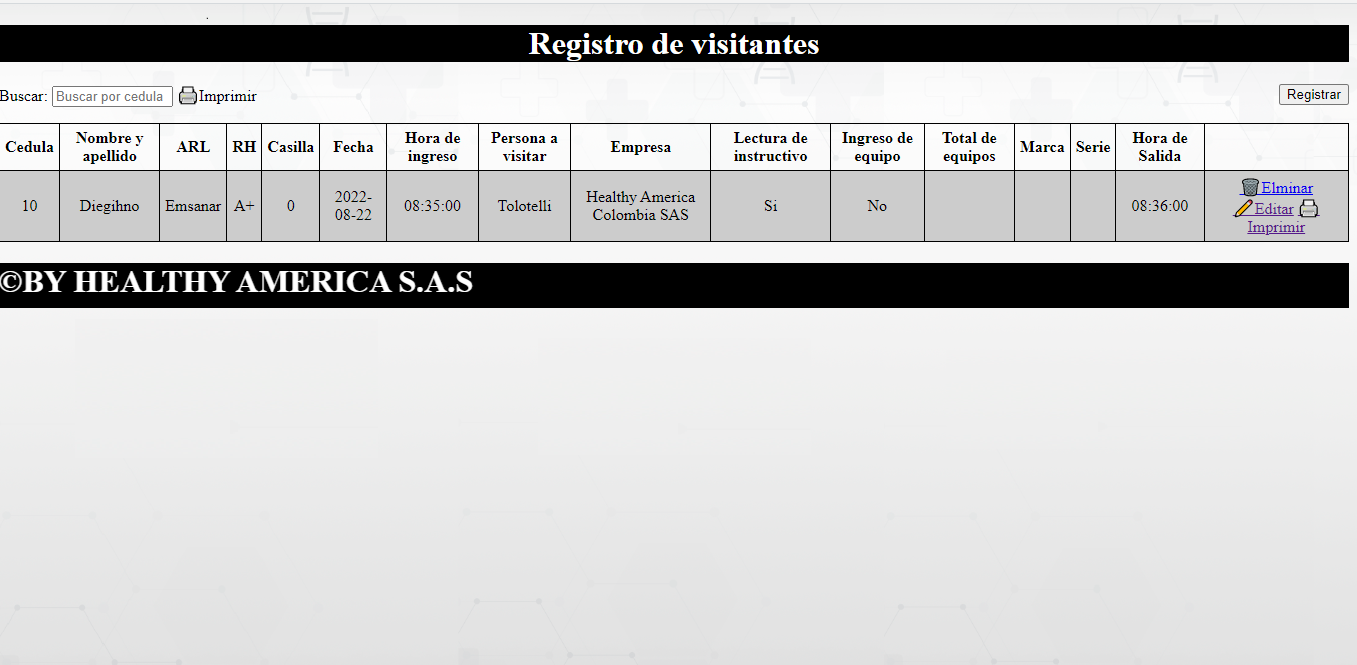 .
Registro de visitantes
Buscar: Buscar por cedula Imprimir
Registrar
Cedula Nombre y apellido ARL RH Casilla Fecha Hora de ingreso Persona a visitar Empresa Lectura de instructivo Ingreso de equipo Total de equipos Marca Serie Hora de Salida
10 Diegihno Emsanar A+ 0 2022-08-22 08:35:00 Tolotelli Healthy America Colombia SAS Si No 08:36:00 Elminar
Editar
Imprimir
©BY HEALTHY AMERICA S.A.S